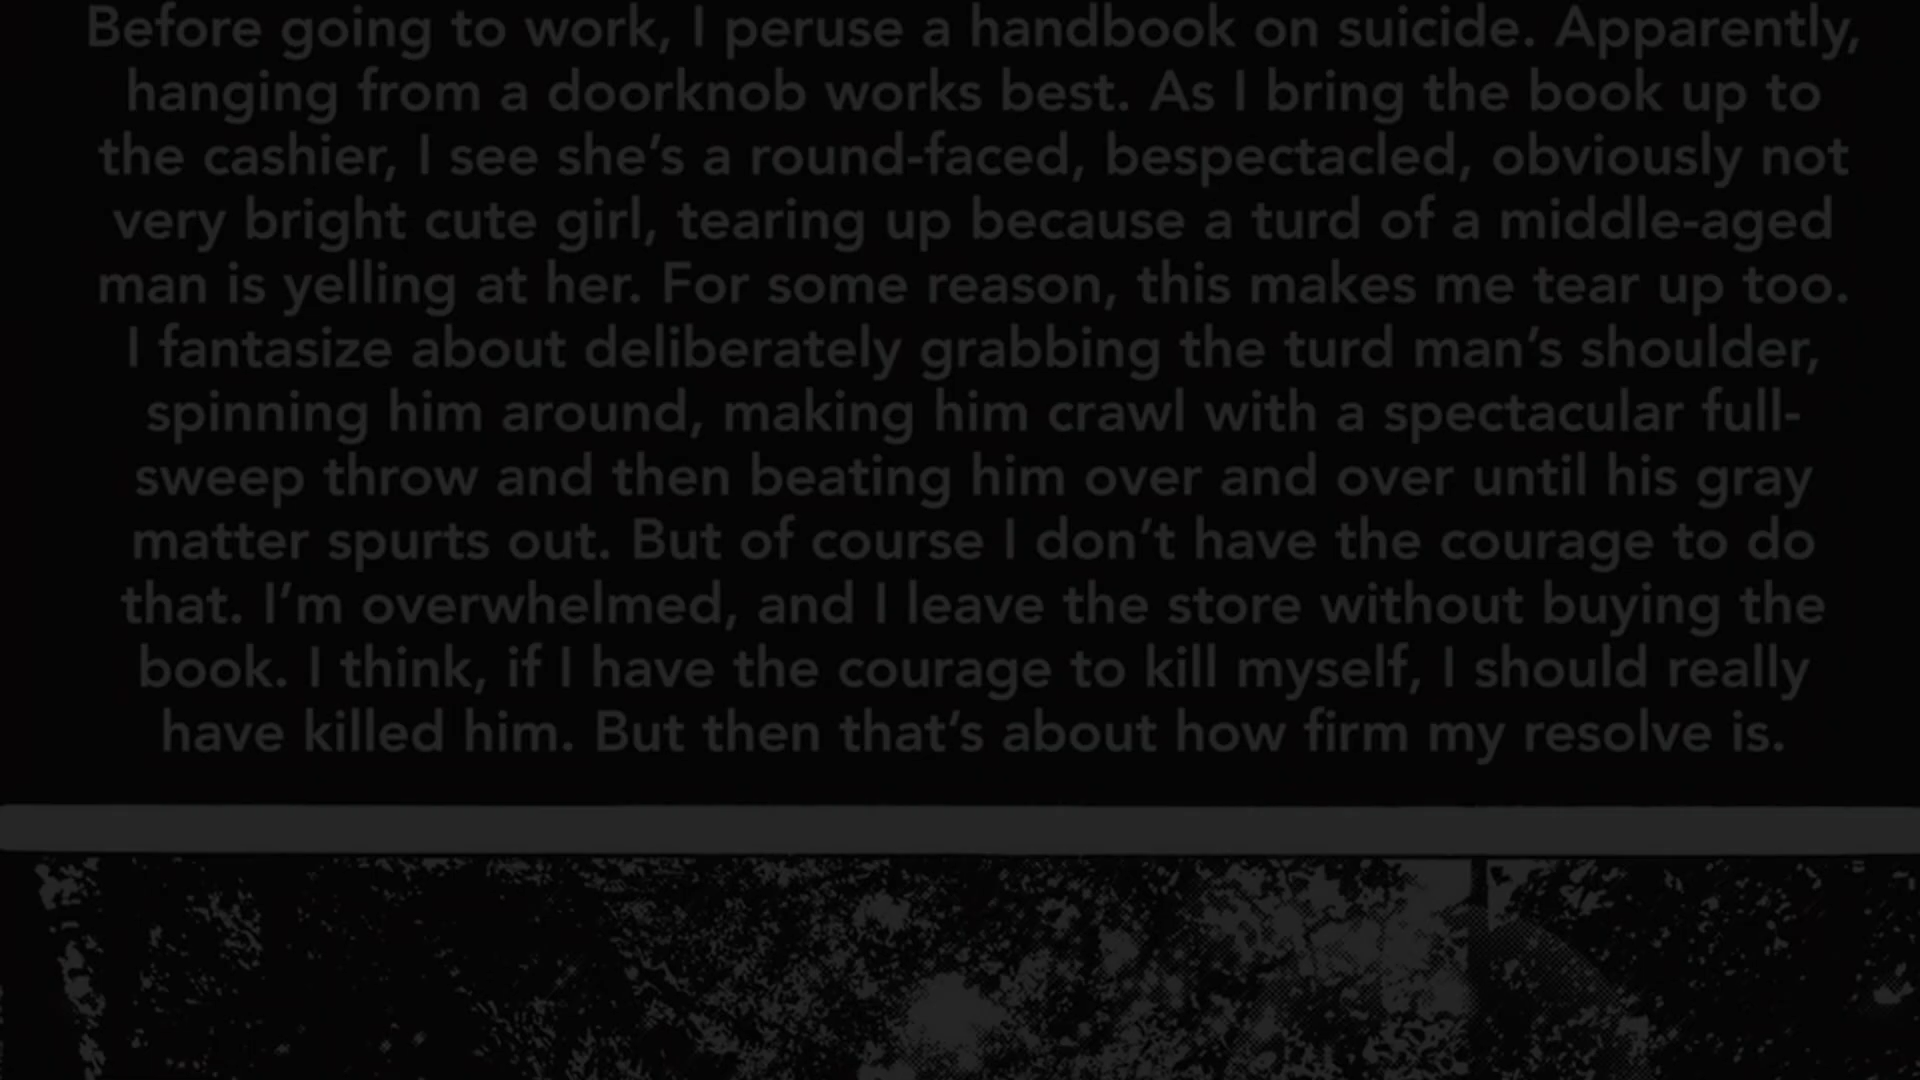 Before going to work, I peruse a handbook on suicide. Apparently,
hanging from a doorknob works best. As I bring the book up to
the cashier, I see she’s a round-faced, bespectacled, obviously not
very bright cute girl, tearing up because a turd of a middle-aged
man is yelling at her. For some reason, this makes me tear up too.
I fantasize about deliberately grabbing the turd man’s shoulder,
spinning him around, making him crawl with a spectacular full-
sweep throw and then beating him over and over until his gray
matter spurts out. But of course I don’t have the courage to do
that. I’m overwhelmed, and I leave the store without buying the
book. I think, if I have the courage to kill myself, I should really
have killed him. But then that’s about how firm my resolve is.